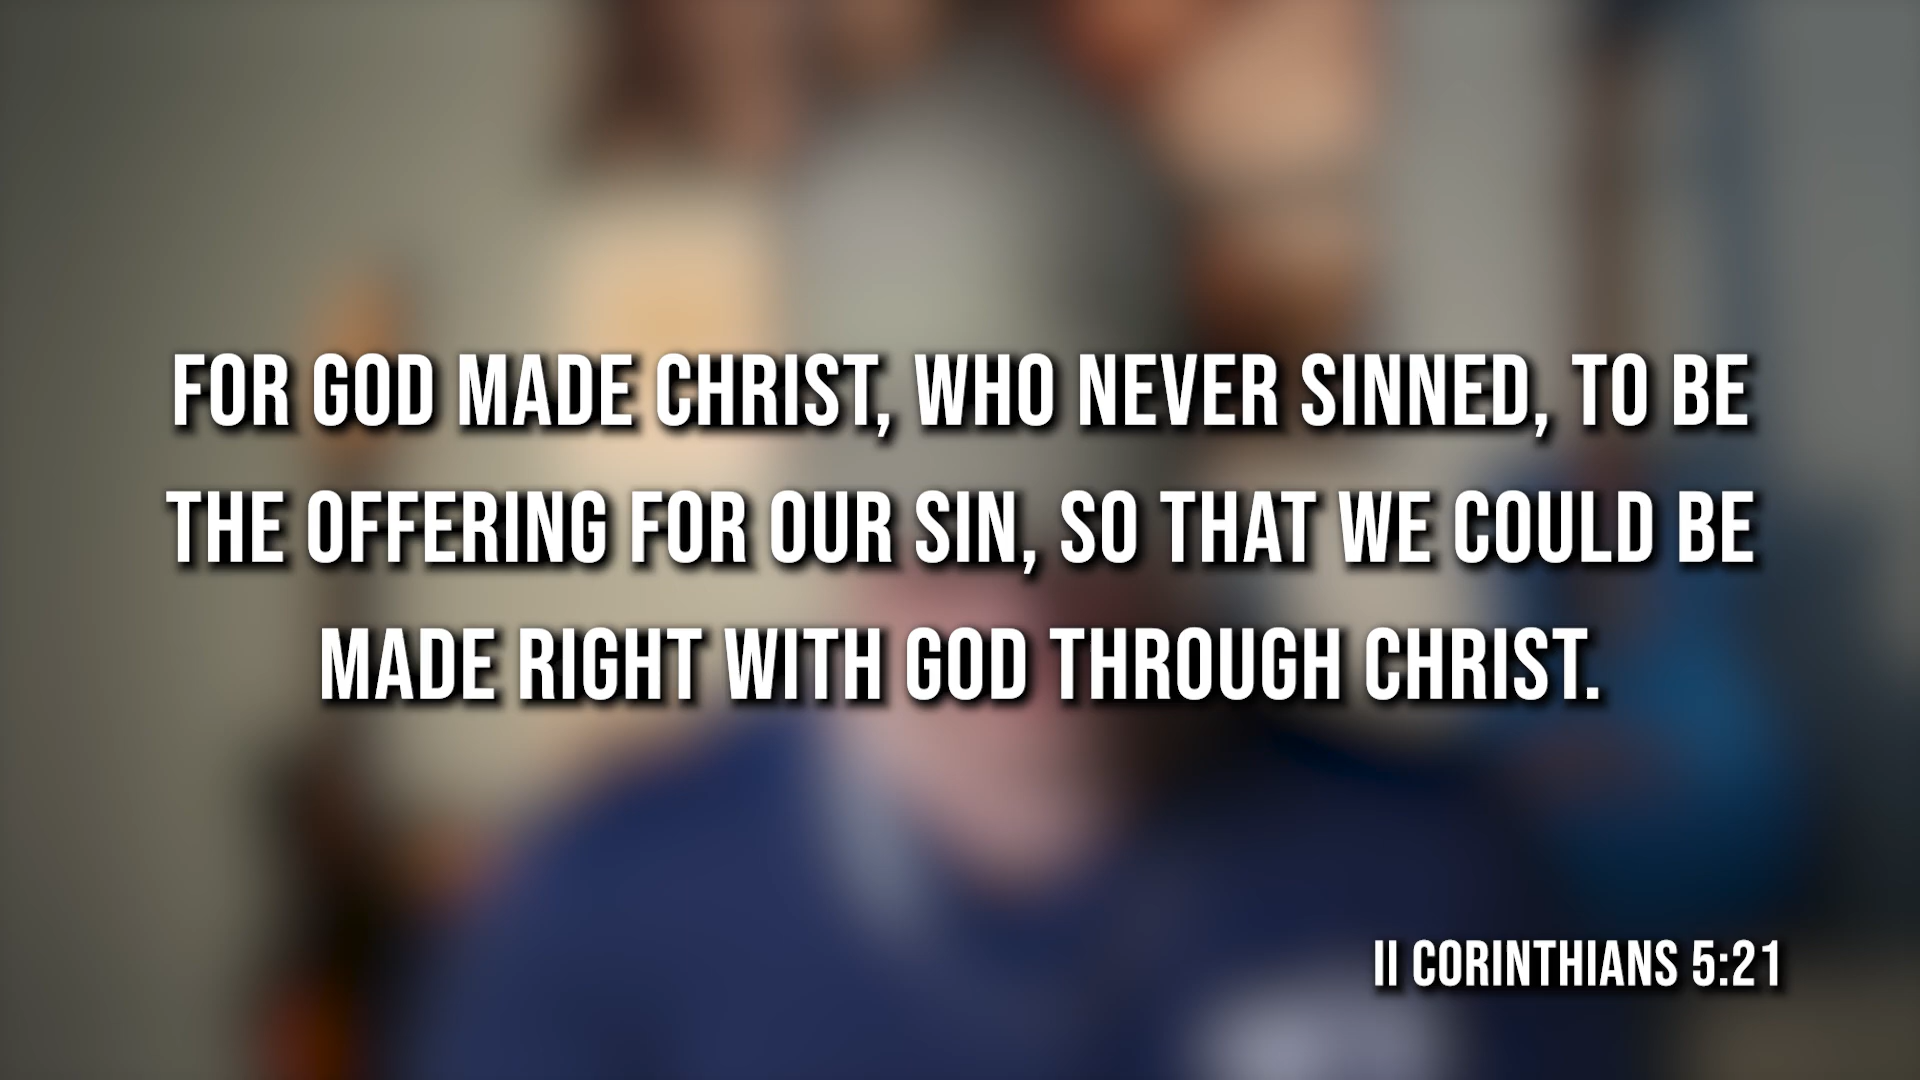 FOR GOD MADE CHRIST, WHO NEVER SINNED, TO BE
THE OFFERING FOR OUR SIN, SO THAT WE COULD BE
MADE RIGHT WITH GOD THROUGH CHRIST.
II CORINTHIANS 5:21